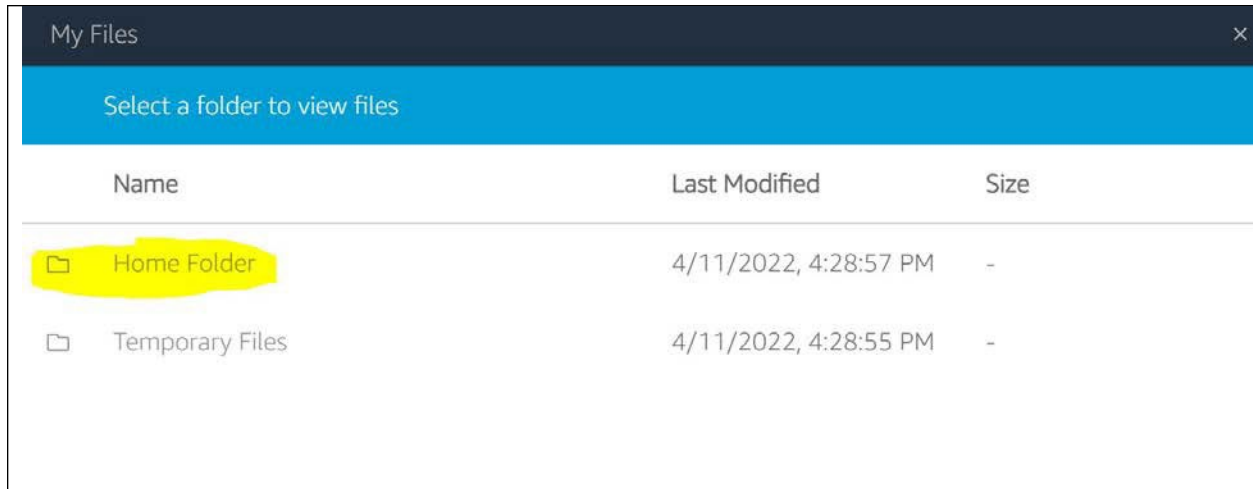 My Files ×
Select a folder to view files
Name Last Modified Size
Home Folder 4/11/2022, 4:28:57 PM -
Temporary Files 4/11/2022, 4:28:55 PM -